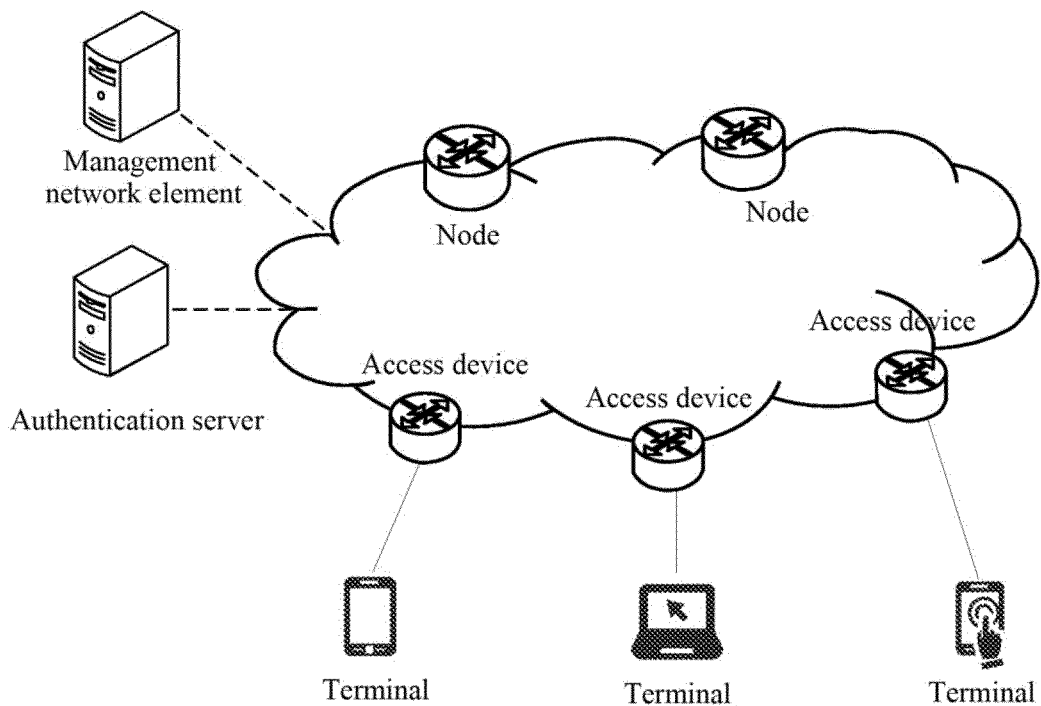 Management
network element
Node
Node
Access device
Access device
Access device
Authentication server
Terminal
Terminal
Terminal